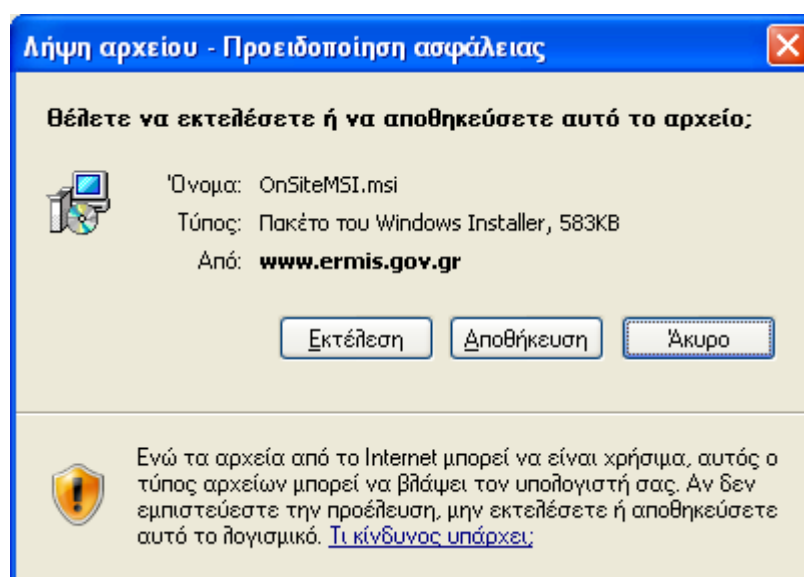 Λήψη αρχείου - Προειδοποίηση ασφάλειας
Θέλετε να εκτελέσετε ή να αποθηκεύσετε αυτό το αρχείο;
Όνομα: OnSiteMSI.msi
Τύπος: Πακέτο του Windows Installer, 583KB
Από: www.ermis.gov.gr
Εκτέλεση Αποθήκευση Άκυρο
Ενώ τα αρχεία από το Internet μπορεί να είναι χρήσιμα, αυτός ο
τύπος αρχείων μπορεί να βλάψει τον υπολογιστή σας. Αν δεν
εμπιστεύεστε την προέλευση, μην εκτελέσετε ή αποθηκεύσετε
αυτό το λογισμικό. Τι κίνδυνος υπάρχει;